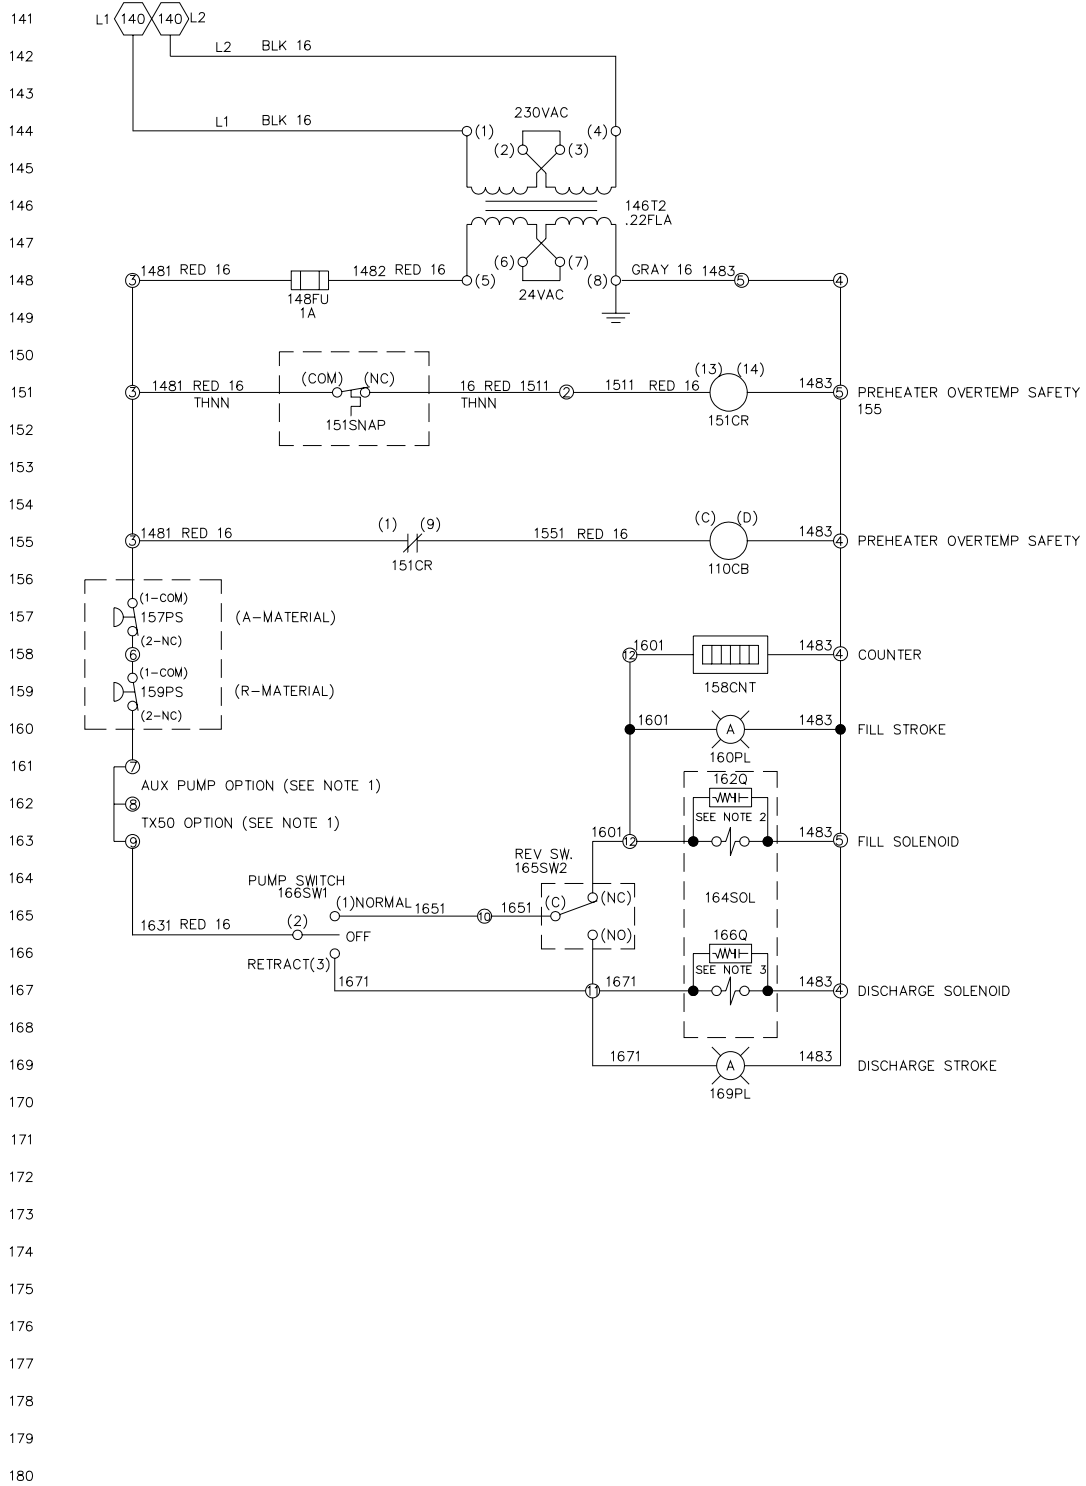 141 L1 140 140 L2
142 L2 BLK 16
143
230VAC
144 L1 BLK 16 (1) (4)
(2) (3)
145
146 146T2
.22FLA
147
(6) (7)
148 3 1481 RED 16 1482 RED 16 (5) (8) GRAY 16 1483 5 4
24VAC
148FU
1A
149
150
(COM) (NC) (13) (14)
151 3 1481 RED 16 16 RED 1511 2 1511 RED 16 1483 5 PREHEATER OVERTEMP SAFETY
THNN THNN 155
151SNAP 151CR
152
153
154
(1) (9) (C) (D)
155 3 1481 RED 16 1551 RED 16 1483 4 PREHEATER OVERTEMP SAFETY
151CR 110CB
156
(1-COM)
157 157PS (A-MATERIAL)
(2-NC)
158 6 12 1601 1483 4 COUNTER
(1-COM)
158CNT
159 159PS (R-MATERIAL)
(2-NC)
160 1601 A 1483 FILL STROKE
160PL
161 7
162Q
AUX PUMP OPTION (SEE NOTE 1)
162 8
SEE NOTE 2
TX50 OPTION (SEE NOTE 1)
163 9 1601 12 1483 5 FILL SOLENOID
REV SW.
165SW2
164
PUMP SWITCH
166SW1
(1)NORMAL (C) (NC) 164SOL
165 1651 10 1651
1631 RED 16 (2) OFF (NO)
166 166Q
RETRACT(3) SEE NOTE 3
167 1671 11 1671 1483 4 DISCHARGE SOLENOID
168
169 1671 A 1483 DISCHARGE STROKE
169PL
170
171
172
173
174
175
176
177
178
179
180